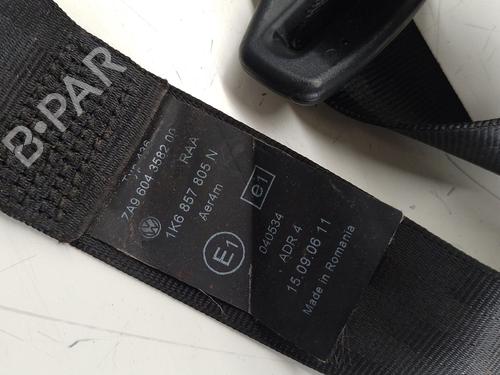 7A9 604 3582 00
RAA
1K6 857 805 N
Aer4m
E1
e1
040534
ADR 4
15.09.06 11
Made in Romania
B-PAR